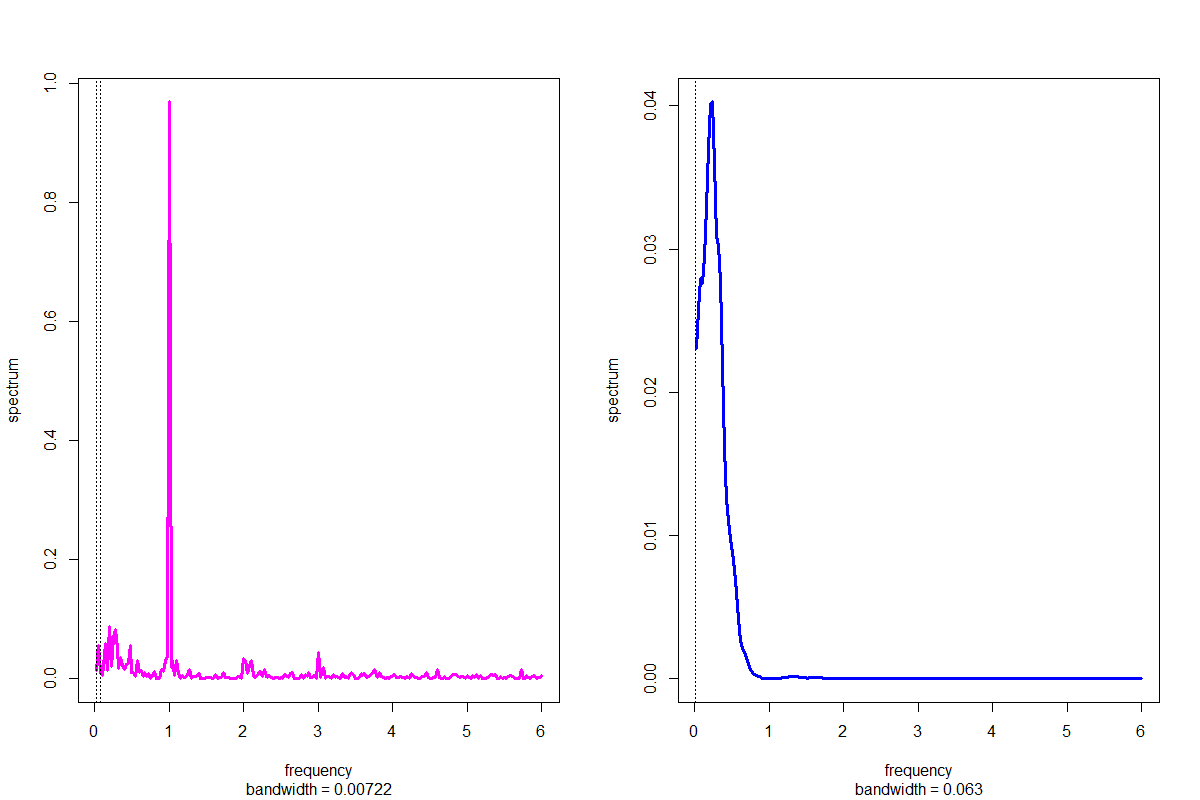 spectrum
1.0
0.8
0.6
0.4
0.2
0.0
0 1 2 3 4 5 6
frequency
bandwidth = 0.00722
spectrum
0.04
0.03
0.02
0.01
0.00
0 1 2 3 4 5 6
frequency
bandwidth = 0.063